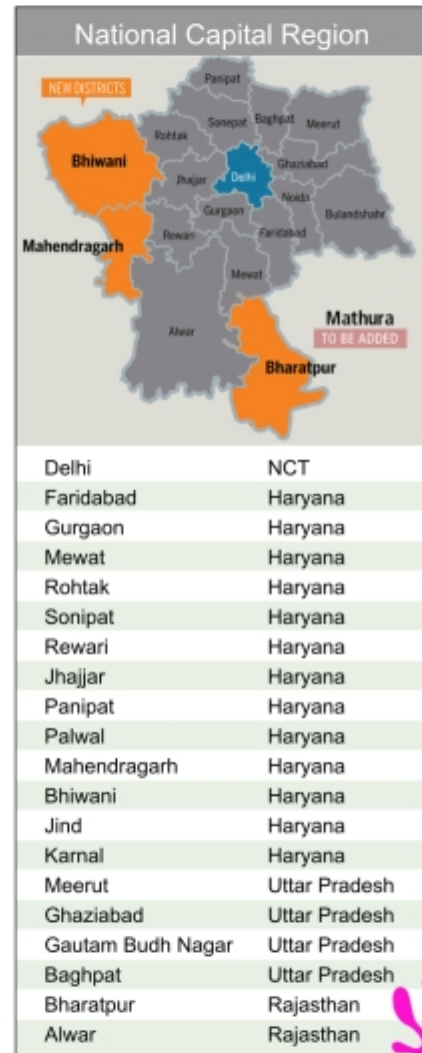 National Capital Region
NEW DISTRICTS
Panipat
Sonepat
Baghpat
Meerut
Rohtak
Bhiwani
Jhajjar
Delhi
Ghaziabad
Noida
Gurgaon
Bulandshahr
Mahendragarh
Rewari
Faridabad
Mewat
Alwar
Mathura
TO BE ADDED
Bharatpur
Delhi NCT
Faridabad Haryana
Gurgaon Haryana
Mewat Haryana
Rohtak Haryana
Sonipat Haryana
Rewari Haryana
Jhajjar Haryana
Panipat Haryana
Palwal Haryana
Mahendragarh Haryana
Bhiwani Haryana
Jind Haryana
Karnal Haryana
Meerut Uttar Pradesh
Ghaziabad Uttar Pradesh
Gautam Budh Nagar Uttar Pradesh
Baghpat Uttar Pradesh
Bharatpur Rajasthan
Alwar Rajasthan